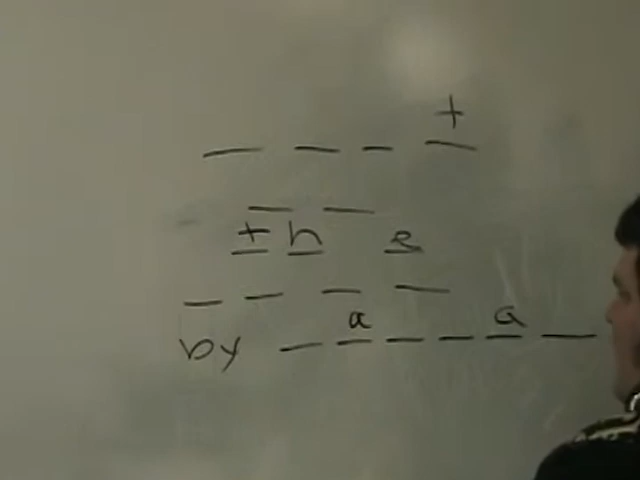 _ _ _ t
_ _
t h _ e
_ _ _ _
by _ a _ _ a _